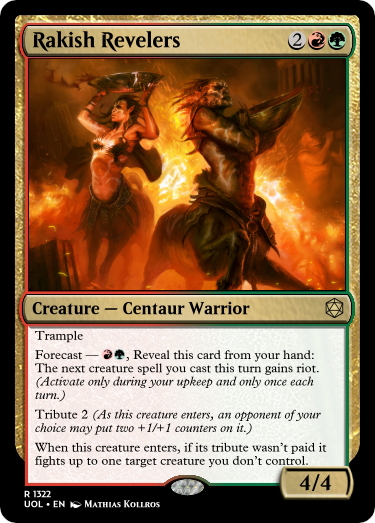 Rakish Revelers 2
Creature — Centaur Warrior
Trample
Forecast — , Reveal this card from your hand:
The next creature spell you cast this turn gains riot.
(Activate only during your upkeep and only once each
turn.)
Tribute 2 (As this creature enters, an opponent of your
choice may put two +1/+1 counters on it.)
When this creature enters, if its tribute wasn't paid it
fights up to one target creature you don't control.
4/4
R 1322
UOL • EN Mathias Kollros